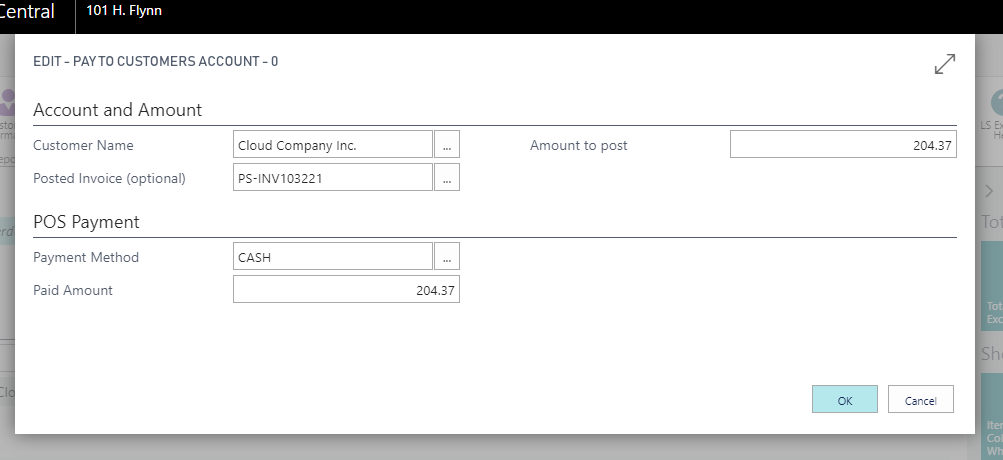 Central 101 H. Flynn
EDIT - PAY TO CUSTOMERS ACCOUNT - 0
Account and Amount
Customer Name Cloud Company Inc. ... Amount to post 204.37
Posted Invoice (optional) PS-INV103221 ...
POS Payment
Payment Method CASH ...
Paid Amount 204.37
OK Cancel
LS